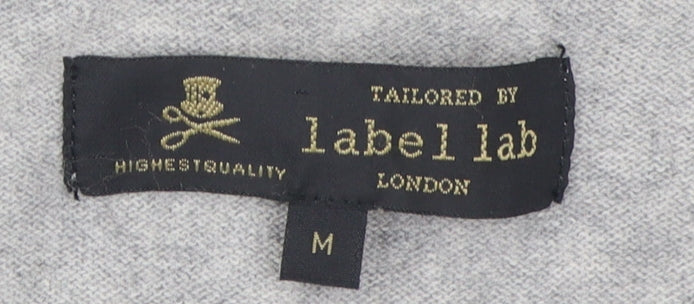 HIGHESTQUALITY
TAILORED BY
label lab
LONDON
M